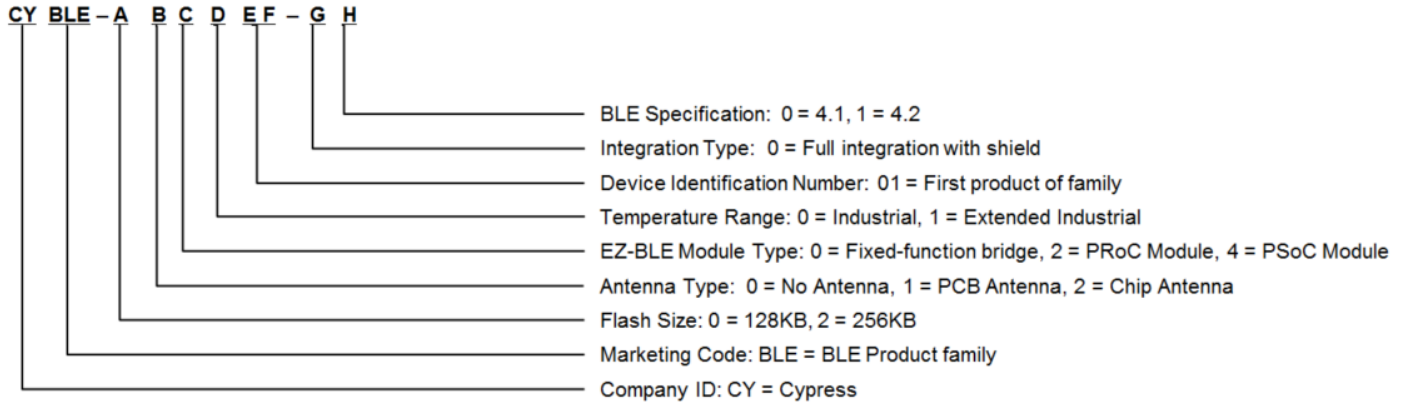 CY BLE – A B C D E F – G H
BLE Specification: 0 = 4.1, 1 = 4.2
Integration Type: 0 = Full integration with shield
Device Identification Number: 01 = First product of family
Temperature Range: 0 = Industrial, 1 = Extended Industrial
EZ-BLE Module Type: 0 = Fixed-function bridge, 2 = PRoC Module, 4 = PSoC Module
Antenna Type: 0 = No Antenna, 1 = PCB Antenna, 2 = Chip Antenna
Flash Size: 0 = 128KB, 2 = 256KB
Marketing Code: BLE = BLE Product family
Company ID: CY = Cypress